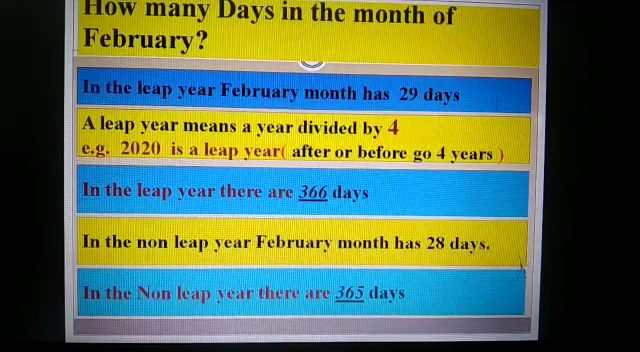 How many Days in the month of
February?
In the leap year February month has 29 days
A leap year means a year divided by 4
e.g. 2020 is a leap year( after or before go 4 years )
In the leap year there are 366 days
In the non leap year February month has 28 days.
In the Non leap year there are 365 days